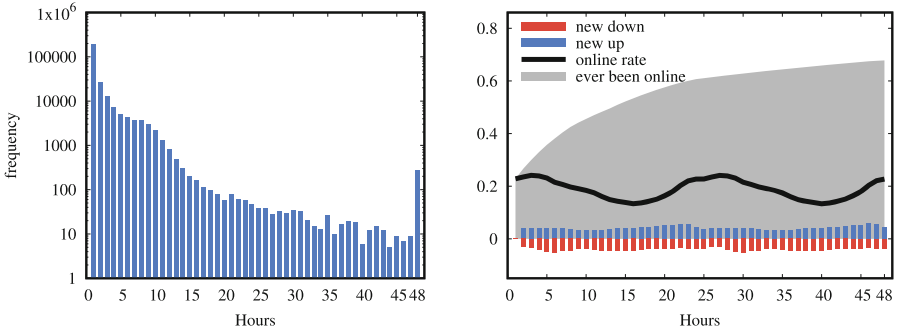 1x10^6
100000
10000
1000
100
10
1
frequency
0 5 10 15 20 25 30 35 40 45 48
Hours
0.8
0.6
0.4
0.2
0
new down
new up
online rate
ever been online
0 5 10 15 20 25 30 35 40 45 48
Hours